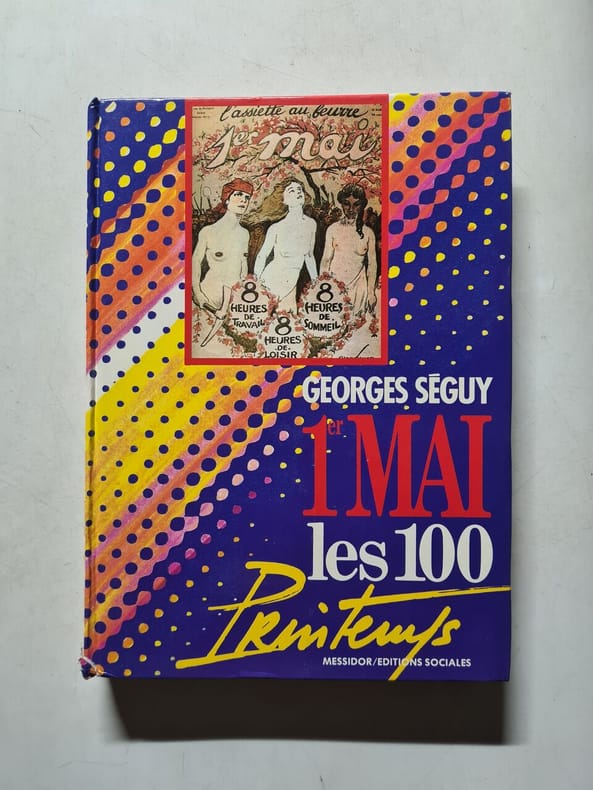 l'assiette au beurre
1er mai
8
HEURES
DE
TRAVAIL
8
HEURES
DE
LOISIR
8
HEURES
DE
SOMMEIL
GEORGES SÉGUY
1er MAI
les 100
Printemps
MESSIDOR/EDITIONS SOCIALES